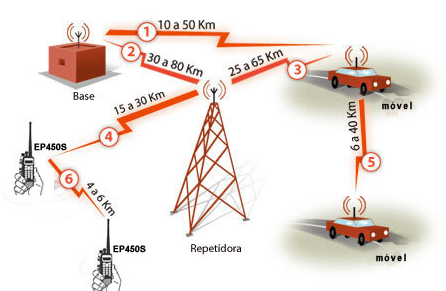 1
10 a 50 Km
2
30 a 80 Km
25 a 65 Km
3
Base
móvel
15 a 30 Km
4
6 a 40 Km
EP450S
5
6
4 a 6 Km
EP450S
Repetidora
móvel